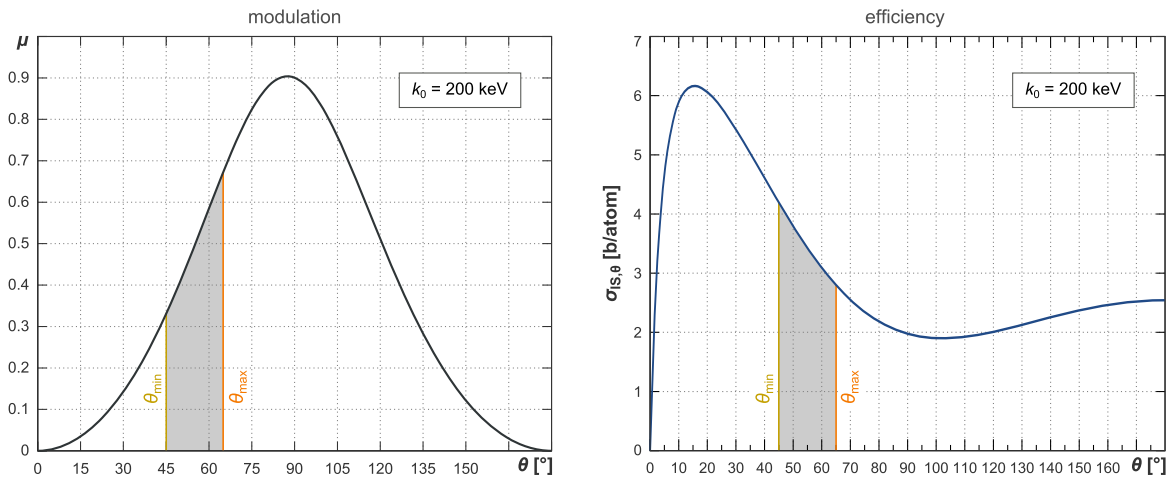 modulation
μ
0.9
0.8
0.7
0.6
0.5
0.4
0.3
0.2
0.1
0
k0 = 200 keV
θmin
θmax
0 15 30 45 60 75 90 105 120 135 150 θ [°]
efficiency
σIS,θ [b/atom]
7
6
5
4
3
2
1
0
k0 = 200 keV
θmin
θmax
0 10 20 30 40 50 60 70 80 90 100 110 120 130 140 150 160 θ [°]